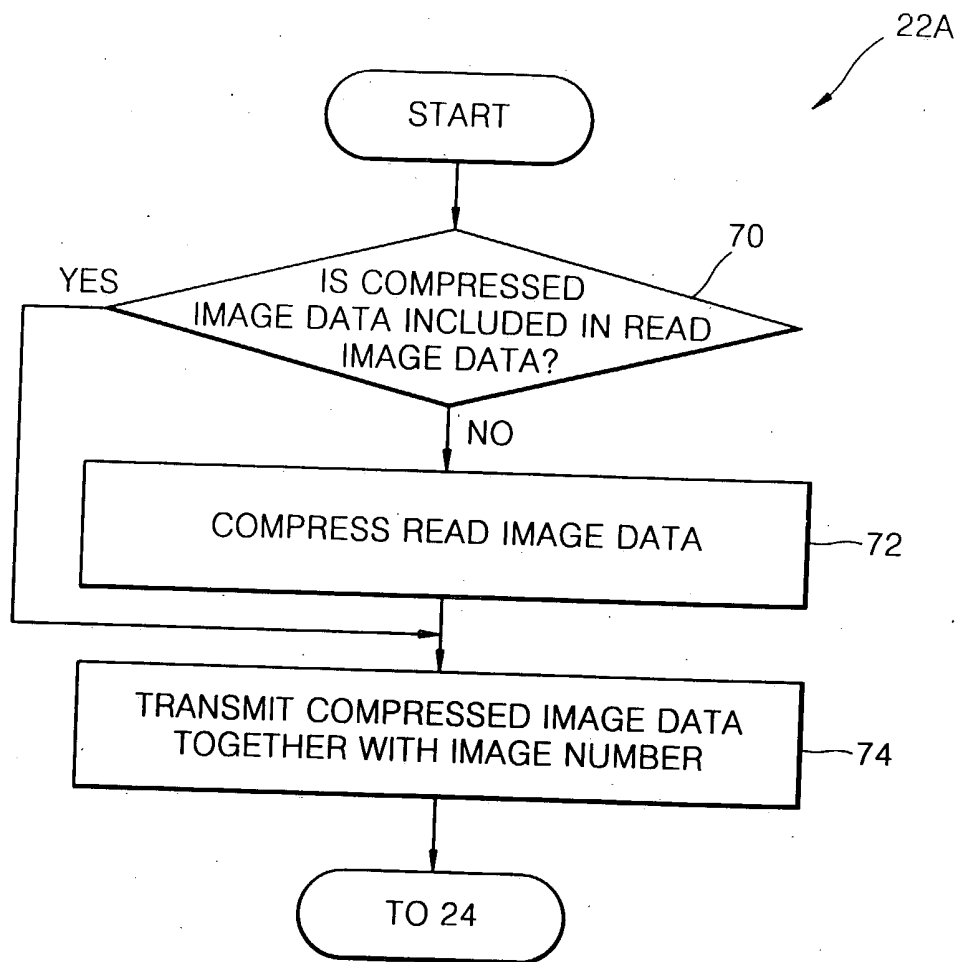 22A
START
70
YES
IS COMPRESSED
IMAGE DATA INCLUDED IN READ
IMAGE DATA?
NO
COMPRESS READ IMAGE DATA
72
TRANSMIT COMPRESSED IMAGE DATA
TOGETHER WITH IMAGE NUMBER
74
TO 24